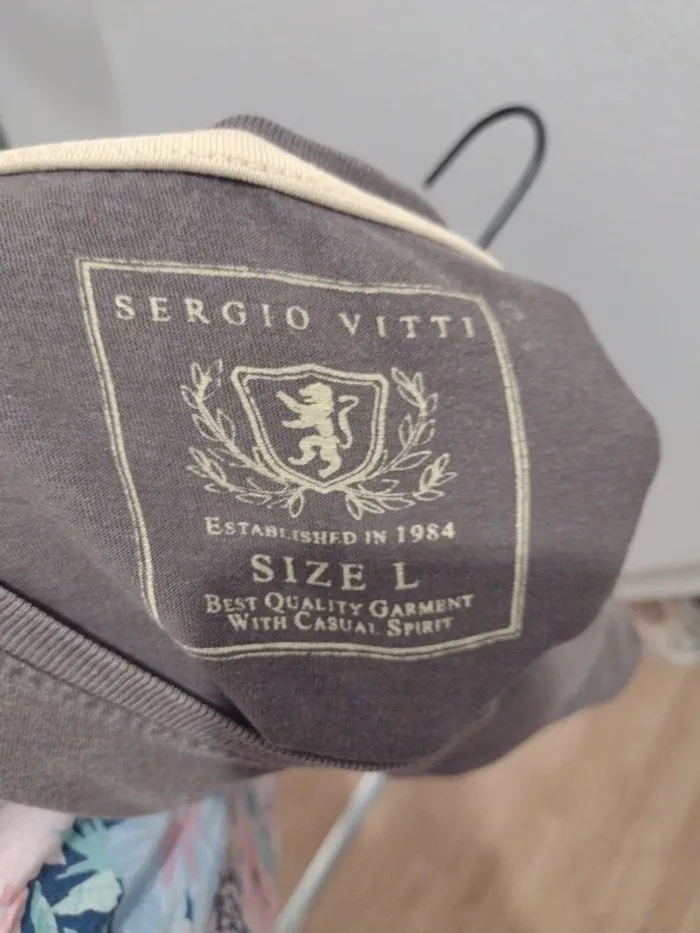 SERGIO VITTI
ESTABLISHED IN 1984
SIZE L
BEST QUALITY GARMENT
WITH CASUAL SPIRIT